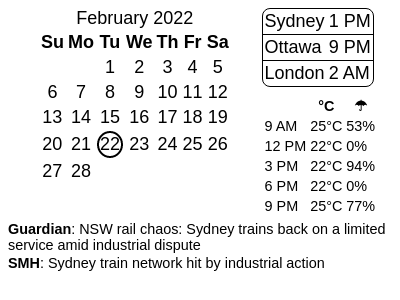 February 2022
Su Mo Tu We Th Fr Sa
1 2 3 4 5
6 7 8 9 10 11 12
13 14 15 16 17 18 19
20 21 22 23 24 25 26
27 28
Sydney 1 PM
Ottawa 9 PM
London 2 AM
°C ☂
9 AM 25°C 53%
12 PM 22°C 0%
3 PM 22°C 94%
6 PM 22°C 0%
9 PM 25°C 77%
Guardian: NSW rail chaos: Sydney trains back on a limited
service amid industrial dispute
SMH: Sydney train network hit by industrial action